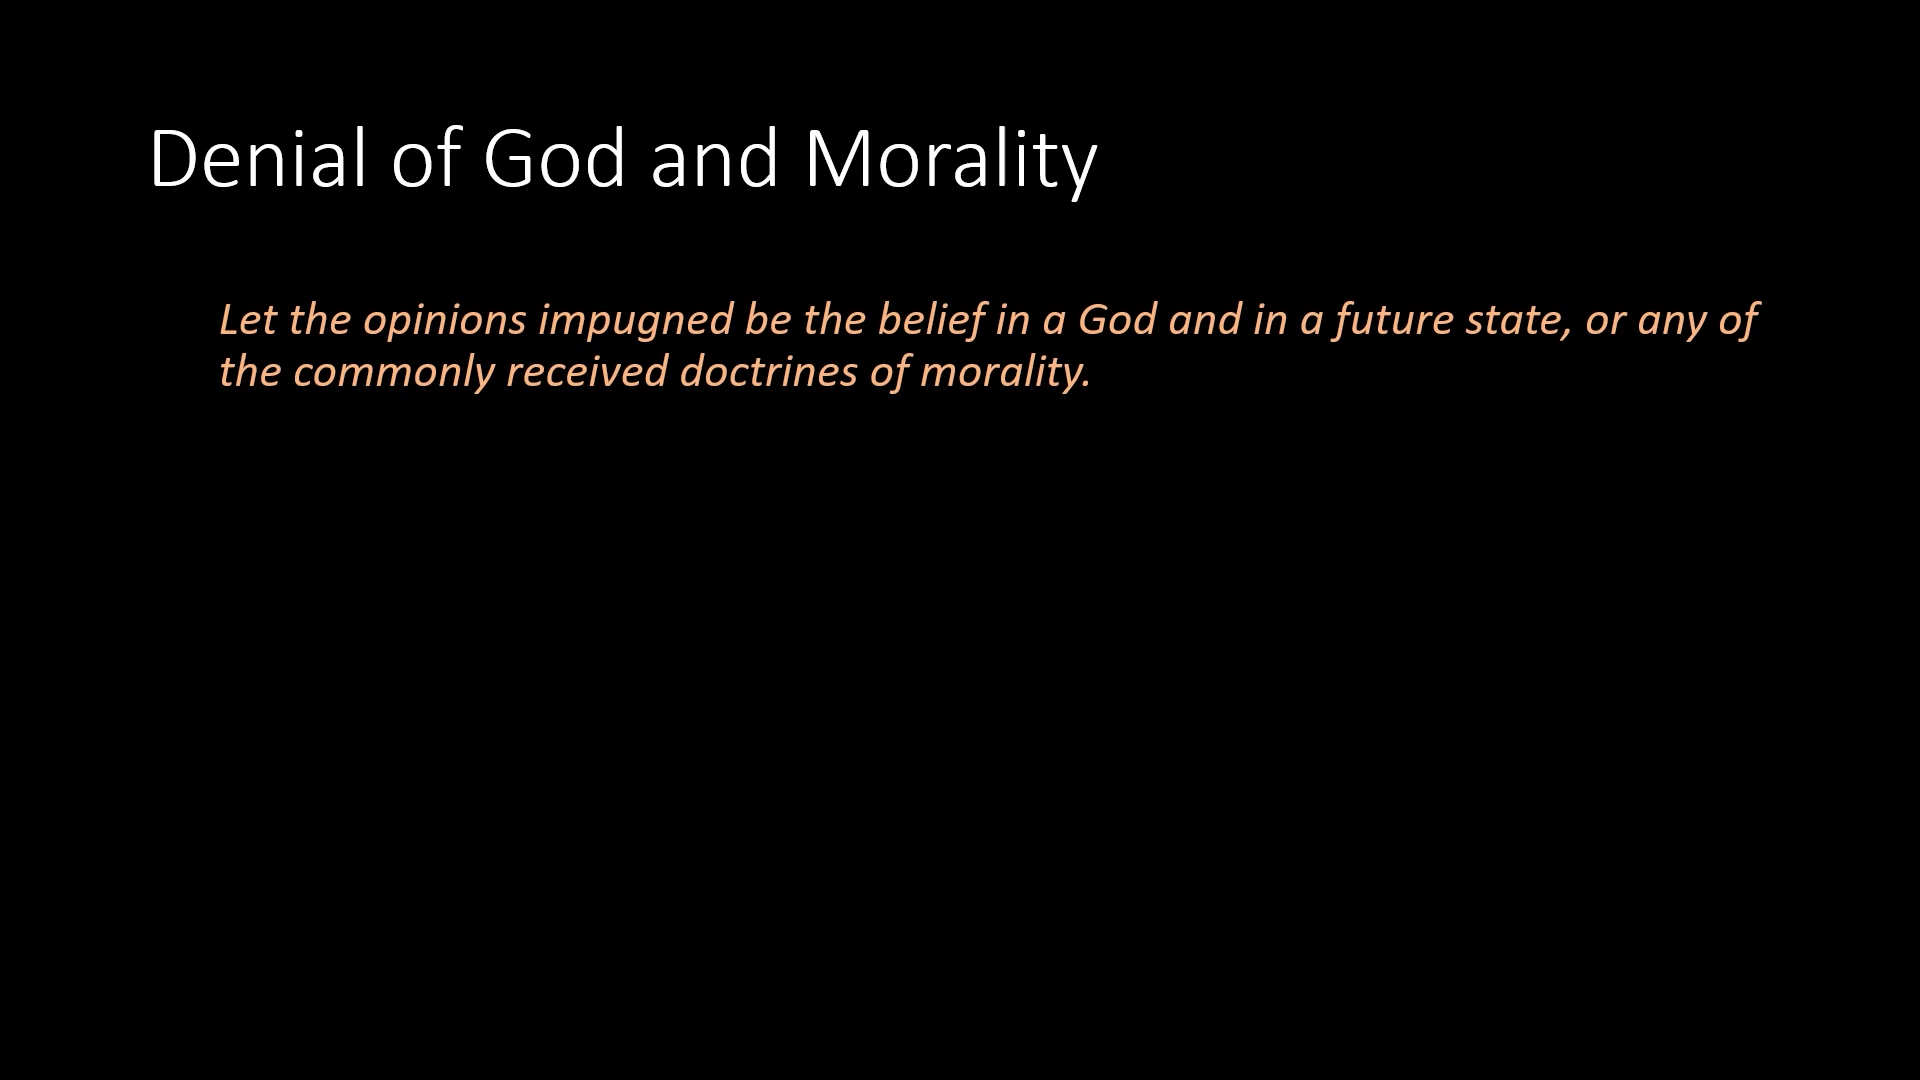 Denial of God and Morality
Let the opinions impugned be the belief in a God and in a future state, or any of
the commonly received doctrines of morality.